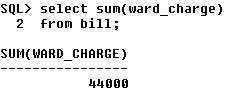 SQL> select sum(ward_charge)
  2  from bill;
SUM(WARD_CHARGE)
----------------
           44000